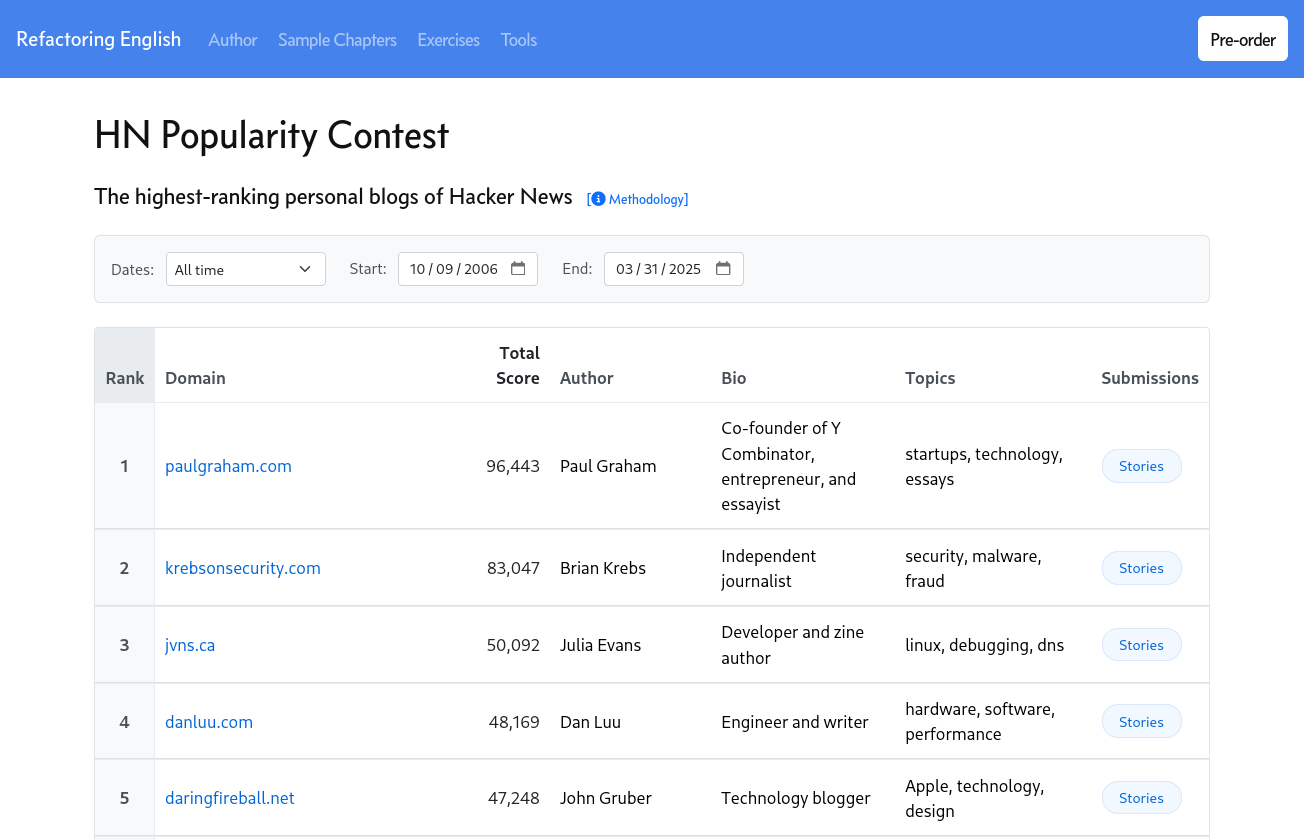 Refactoring English Author Sample Chapters Exercises Tools Pre-order
HN Popularity Contest
The highest-ranking personal blogs of Hacker News [Methodology]
Dates: All time Start: 10 / 09 / 2006 End: 03 / 31 / 2025
Rank Domain Total Score Author Bio Topics Submissions
1 paulgraham.com 96,443 Paul Graham Co-founder of Y Combinator, entrepreneur, and essayist startups, technology, essays Stories
2 krebsonsecurity.com 83,047 Brian Krebs Independent journalist security, malware, fraud Stories
3 jvns.ca 50,092 Julia Evans Developer and zine author linux, debugging, dns Stories
4 danluu.com 48,169 Dan Luu Engineer and writer hardware, software, performance Stories
5 daringfireball.net 47,248 John Gruber Technology blogger Apple, technology, design Stories